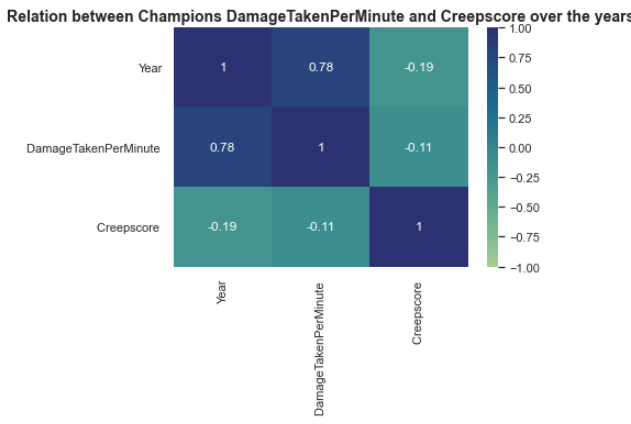 Relation between Champions DamageTakenPerMinute and Creepscore over the years
Year
1
0.78
-0.19
DamageTakenPerMinute
0.78
1
-0.11
Creepscore
-0.19
-0.11
1
Year
DamageTakenPerMinute
Creepscore
1.00
0.75
0.50
0.25
0.00
−0.25
−0.50
−0.75
−1.00